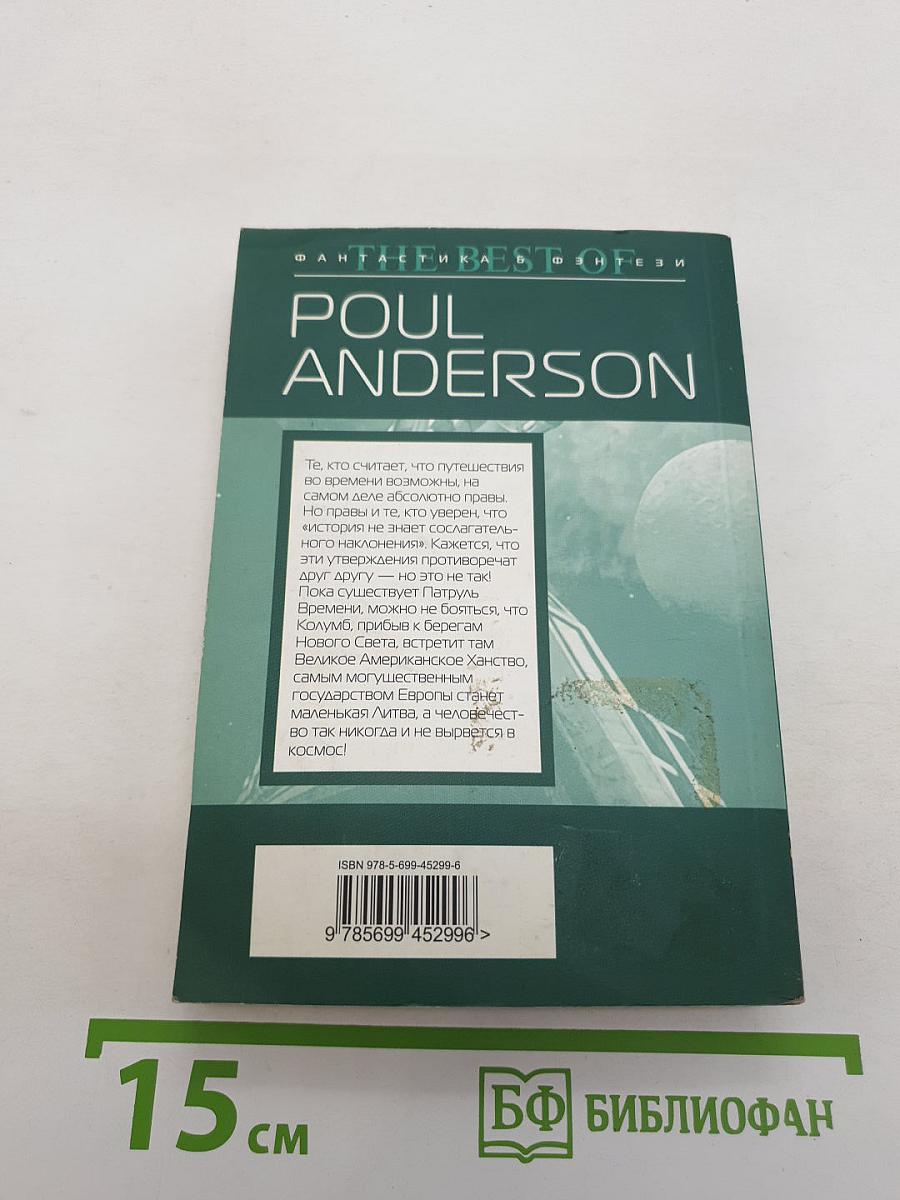 THE BEST OF
ФАНТАСТИКА & ФЭНТЕЗИ
POUL
ANDERSON
Те, кто считает, что путешествия
во времени возможны, на
самом деле абсолютно правы.
Но правы и те, кто уверен, что
«история не знает сослагатель-
ного наклонения». Кажется, что
эти утверждения противоречат
друг другу — но это не так!
Пока существует Патруль
Времени, можно не бояться, что
Колумб, прибыв к берегам
Нового Света, встретит там
Великое Американское Ханство,
самым могущественным
государством Европы станет
маленькая Литва, а человечест-
во так никогда и не вырвется в
космос!
ISBN 978-5-699-45299-6
9 785699 452996 >
15 см
БФ БИБЛИОФАН